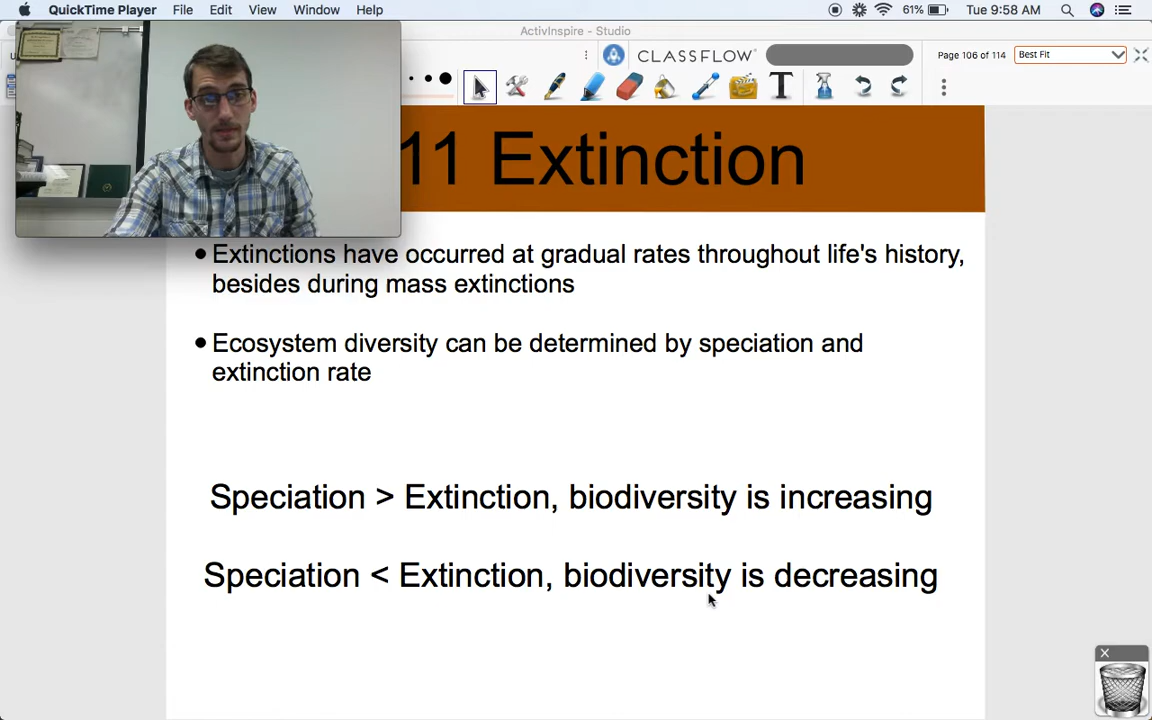 QuickTime Player File Edit View Window Help 61% Tue 9:58 AM
ActivInspire - Studio
CLASSFLOW Page 106 of 114 Best Fit
T
11 Extinction
• Extinctions have occurred at gradual rates throughout life's history,
besides during mass extinctions
• Ecosystem diversity can be determined by speciation and
extinction rate
Speciation > Extinction, biodiversity is increasing
Speciation < Extinction, biodiversity is decreasing